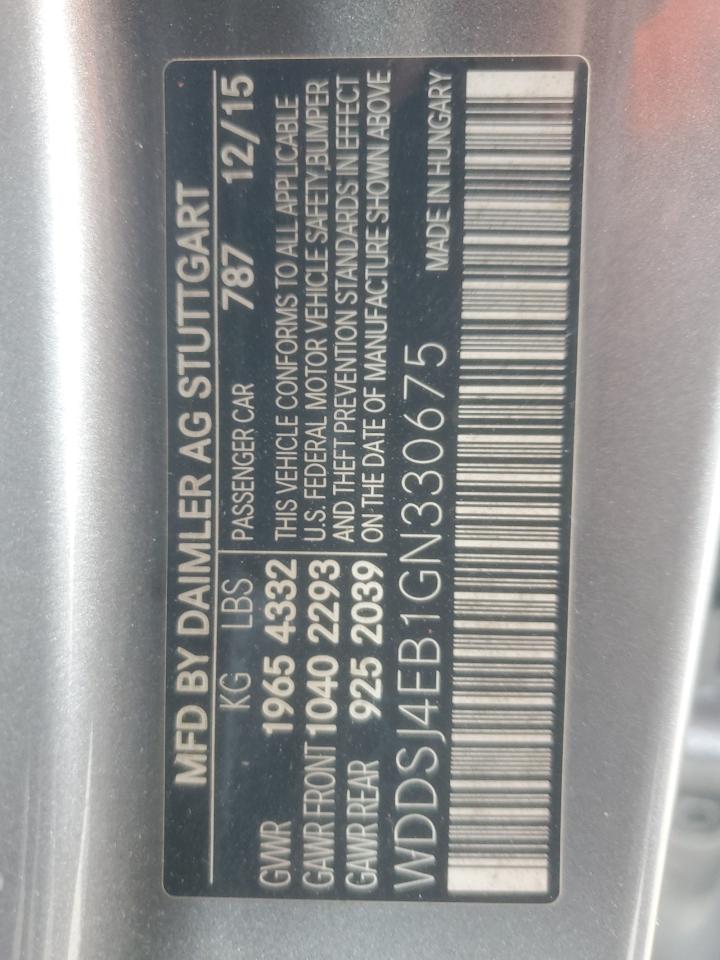 MFD BY DAIMLER AG STUTTGART
KG LBS PASSENGER CAR 787 12/15
GVWR 1965 4332 THIS VEHICLE CONFORMS TO ALL APPLICABLE
GAWR FRONT 1040 2293 U.S. FEDERAL MOTOR VEHICLE SAFETY,BUMPER
AND THEFT PREVENTION STANDARDS IN EFFECT
GAWR REAR 925 2039 ON THE DATE OF MANUFACTURE SHOWN ABOVE
WDDSJ4EB1GN330675 MADE IN HUNGARY